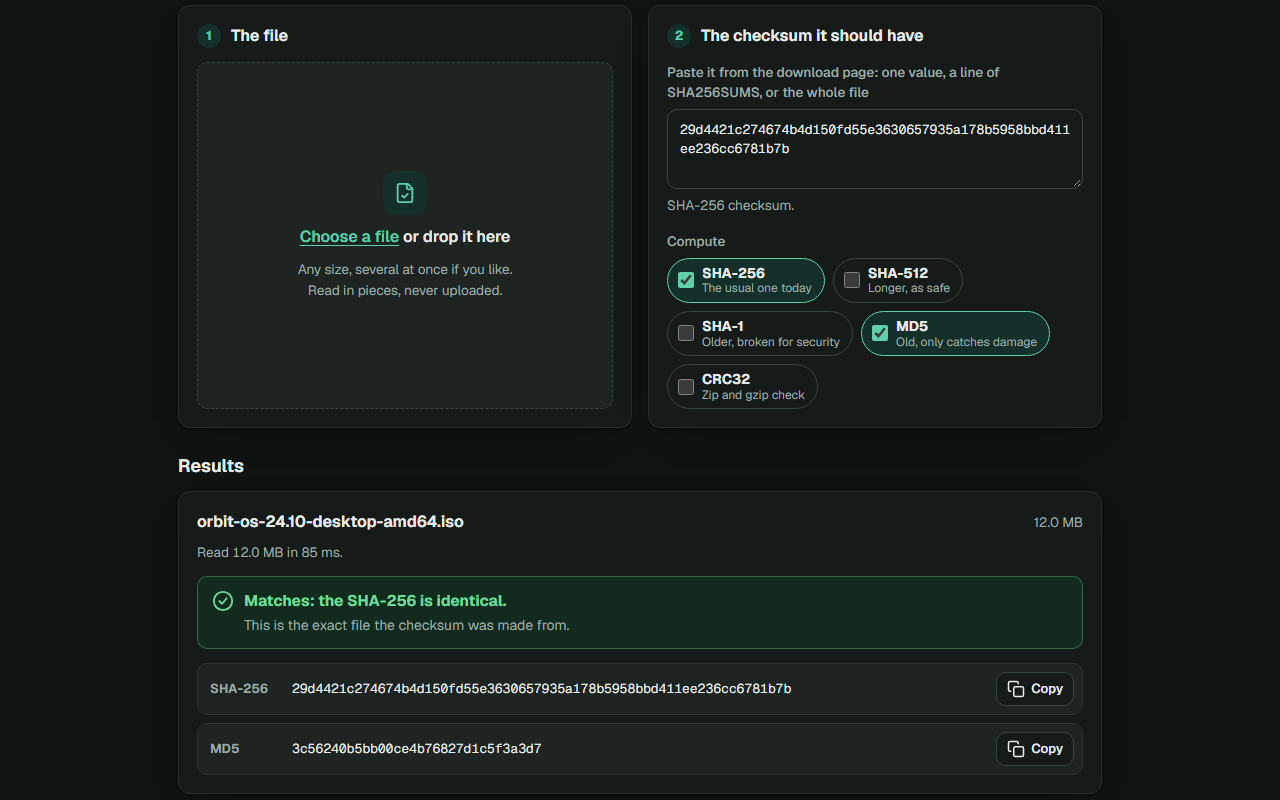 1 The file
Choose a file or drop it here
Any size, several at once if you like.
Read in pieces, never uploaded.
2 The checksum it should have
Paste it from the download page: one value, a line of
SHA256SUMS, or the whole file
29d4421c274674b4d150fd55e3630657935a178b5958bbd411
ee236cc6781b7b
SHA-256 checksum.
Compute
SHA-256
The usual one today
SHA-512
Longer, as safe
SHA-1
Older, broken for security
MD5
Old, only catches damage
CRC32
Zip and gzip check
Results
orbit-os-24.10-desktop-amd64.iso
12.0 MB
Read 12.0 MB in 85 ms.
Matches: the SHA-256 is identical.
This is the exact file the checksum was made from.
SHA-256 29d4421c274674b4d150fd55e3630657935a178b5958bbd411ee236cc6781b7b Copy
MD5 3c56240b5bb00ce4b76827d1c5f3a3d7 Copy